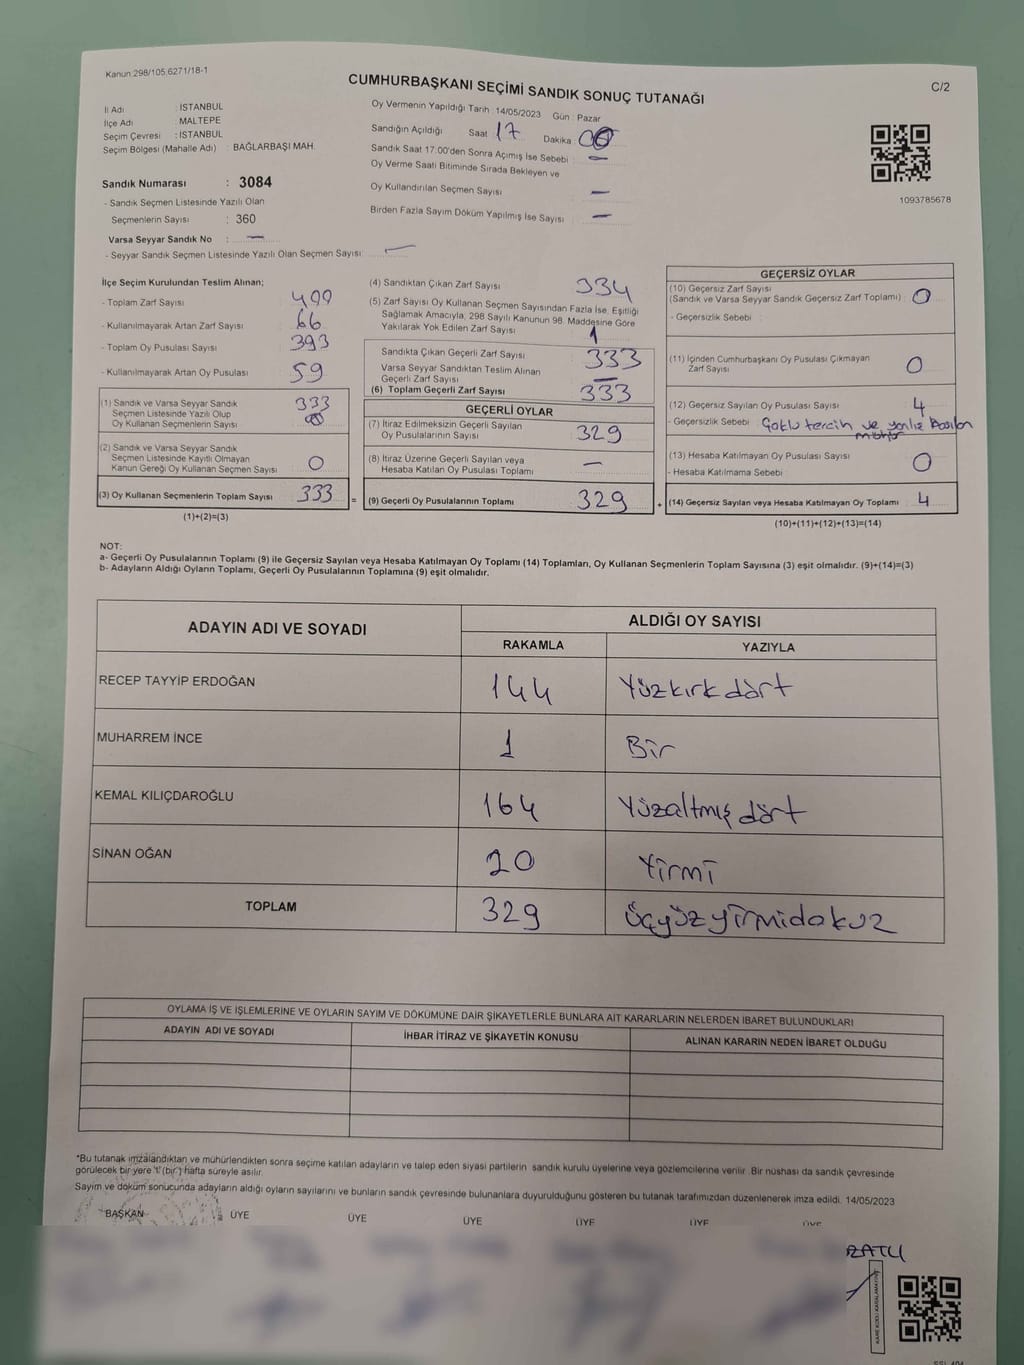 Kanun:298/105,6271/18-1
C/2
CUMHURBAŞKANI SEÇİMİ SANDIK SONUÇ TUTANAĞI
İl Adı : İSTANBUL
İlçe Adı : MALTEPE
Seçim Çevresi : İSTANBUL
Seçim Bölgesi (Mahalle Adı) : BAĞLARBAŞI MAH.
Sandık Numarası : 3084
- Sandık Seçmen Listesinde Yazılı Olan
Seçmenlerin Sayısı : 360
Varsa Seyyar Sandık No : —
- Seyyar Sandık Seçmen Listesinde Yazılı Olan Seçmen Sayısı: —
Oy Vermenin Yapıldığı Tarih : 14/05/2023 Gün : Pazar
Sandığın Açıldığı Saat 17 Dakika
Sandık Saat 17:00'den Sonra Açımış İse Sebebi : —
Oy Verme Saati Bitiminde Sırada Bekleyen ve
Oy Kullandırılan Seçmen Sayısı —
Birden Fazla Sayım Döküm Yapılmış İse Sayısı —
1093785678
İlçe Seçim Kurulundan Teslim Alınan;
- Toplam Zarf Sayısı
- Kullanılmayarak Artan Zarf Sayısı 66
- Toplam Oy Pusulası Sayısı 393
- Kullanılmayarak Artan Oy Pusulası 59
(1) Sandık ve Varsa Seyyar Sandık
Seçmen Listesinde Yazılı Olup
Oy Kullanan Seçmenlerin Sayısı 333
(2) Sandık ve Varsa Seyyar Sandık
Seçmen Listesinde Kayıtlı Olmayan
Kanun Gereği Oy Kullanan Seçmen Sayısı 0
(3) Oy Kullanan Seçmenlerin Toplam Sayısı 333 =
(1)+(2)=(3)
(4) Sandıktan Çıkan Zarf Sayısı 334
(5) Zarf Sayısı Oy Kullanan Seçmen Sayısından Fazla İse, Eşitliği
Sağlamak Amacıyla, 298 Sayılı Kanunun 98. Maddesine Göre
Yakılarak Yok Edilen Zarf Sayısı 1
Sandıkta Çıkan Geçerli Zarf Sayısı 333
Varsa Seyyar Sandıktan Teslim Alınan
Geçerli Zarf Sayısı —
(6) Toplam Geçerli Zarf Sayısı 333
GEÇERLİ OYLAR
(7) İtiraz Edilmeksizin Geçerli Sayılan
Oy Pusulalarının Sayısı 329
(8) İtiraz Üzerine Geçerli Sayılan veya
Hesaba Katılan Oy Pusulası Toplamı —
(9) Geçerli Oy Pusulalarının Toplamı 329 +
GEÇERSİZ OYLAR
(10) Geçersiz Zarf Sayısı
(Sandık ve Varsa Seyyar Sandık Geçersiz Zarf Toplamı) : 0
- Geçersizlik Sebebi :
(11) İçinden Cumhurbaşkanı Oy Pusulası Çıkmayan
Zarf Sayısı 0
(12) Geçersiz Sayılan Oy Pusulası Sayısı 4
- Geçersizlik Sebebi : Çoklu tercih ve yanlış basılan
mühür
(13) Hesaba Katılmayan Oy Pusulası Sayısı 0
- Hesaba Katılmama Sebebi :
(14) Geçersiz Sayılan veya Hesaba Katılmayan Oy Toplamı 4
(10)+(11)+(12)+(13)=(14)
NOT:
a- Geçerli Oy Pusulalarının Toplamı (9) ile Geçersiz Sayılan veya Hesaba Katılmayan Oy Toplamı (14) Toplamları, Oy Kullanan Seçmenlerin Toplam Sayısına (3) eşit olmalıdır. (9)+(14)=(3)
b- Adayların Aldığı Oyların Toplamı, Geçerli Oy Pusulalarının Toplamına (9) eşit olmalıdır.
ADAYIN ADI VE SOYADI
ALDIĞI OY SAYISI
RAKAMLA YAZIYLA
RECEP TAYYİP ERDOĞAN 144 Yüzkırkdört
MUHARREM İNCE 1 Bir
KEMAL KILIÇDAROĞLU 164 Yüzaltmışdört
SİNAN OĞAN 20 Yirmi
TOPLAM 329 Üçyüzyirmidokuz
OYLAMA İŞ VE İŞLEMLERİNE VE OYLARIN SAYIM VE DÖKÜMÜNE DAİR ŞİKAYETLERLE BUNLARA AİT KARARLARIN NELERDEN İBARET BULUNDUKLARI
ADAYIN ADI VE SOYADI İHBAR İTİRAZ VE ŞİKAYETİN KONUSU ALINAN KARARIN NEDEN İBARET OLDUĞU
*Bu tutanak imzalandıktan ve mühürlendikten sonra seçime katılan adayların ve talep eden siyasi partilerin sandık kurulu üyelerine veya gözlemcilerine verilir. Bir nüshası da sandık çevresinde
görülecek bir yere '1' (bir) hafta süreyle asılır.
Sayım ve döküm sonucunda adayların aldığı oyların sayılarını ve bunların sandık çevresinde bulunanlara duyurulduğunu gösteren bu tutanak tarafımızdan düzenlenerek imza edildi. 14/05/2023
BAŞKAN ÜYE ÜYE ÜYE ÜYE ÜYE ÜYE
KARE KODU KARALAMAYINIZ